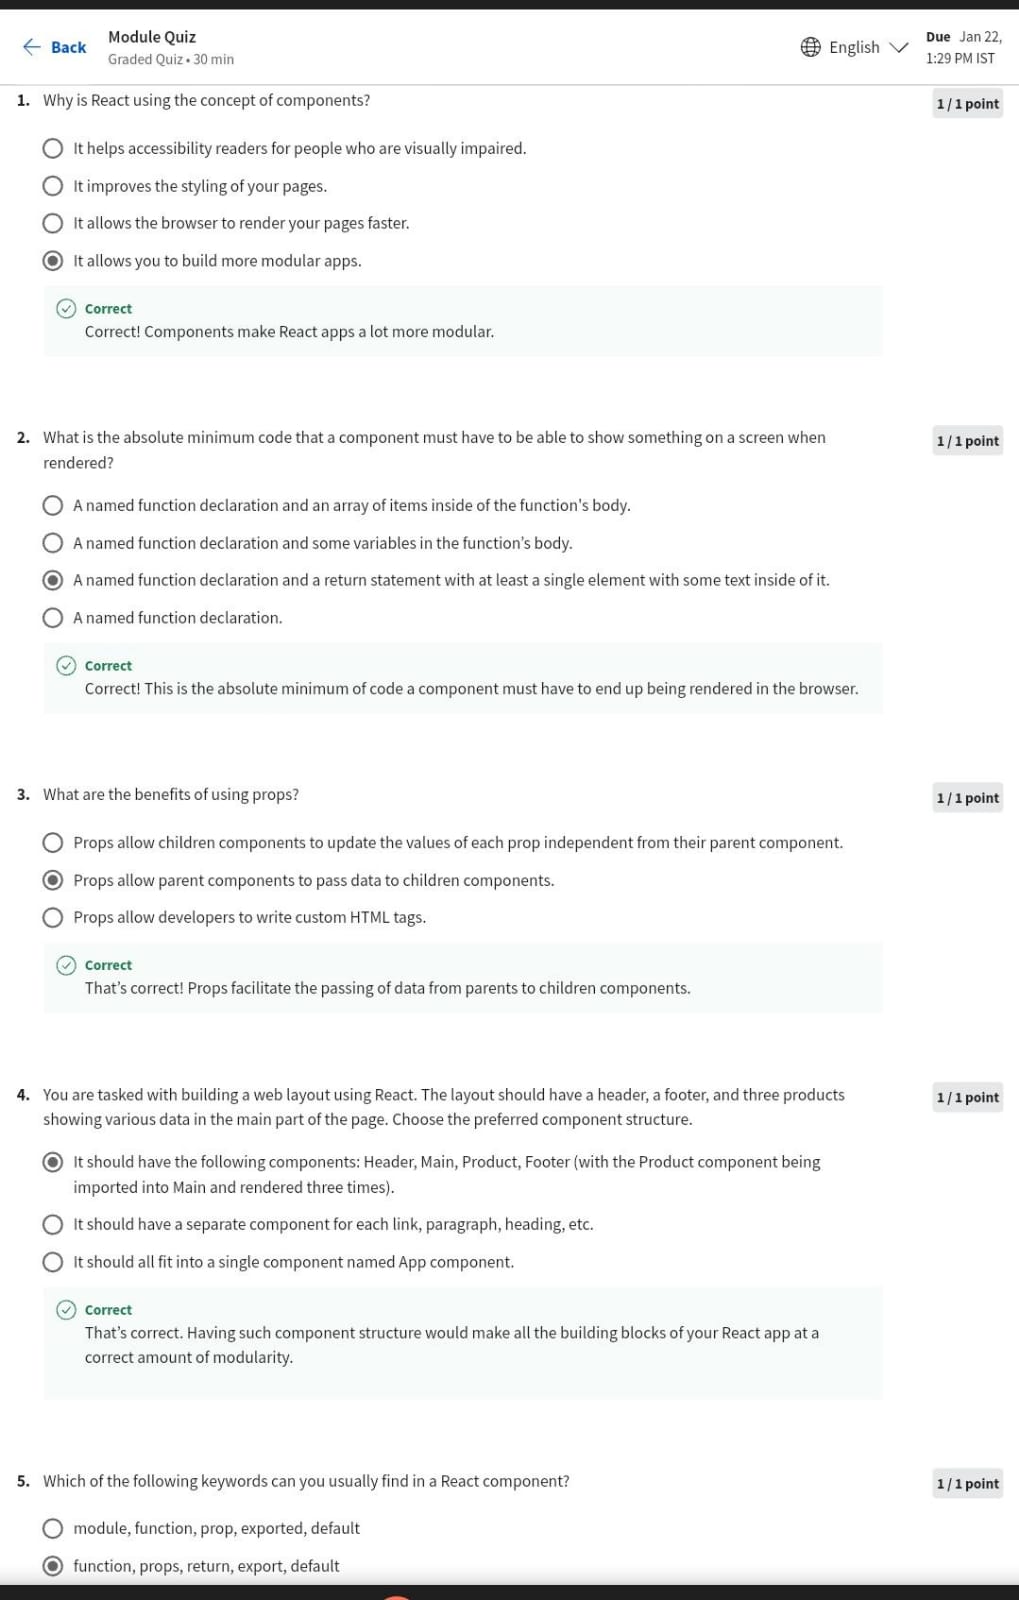 Back
Module Quiz
Graded Quiz • 30 min
English
Due Jan 22,
1:29 PM IST
1. Why is React using the concept of components?
1 / 1 point
It helps accessibility readers for people who are visually impaired.
It improves the styling of your pages.
It allows the browser to render your pages faster.
It allows you to build more modular apps.
Correct
Correct! Components make React apps a lot more modular.
2. What is the absolute minimum code that a component must have to be able to show something on a screen when
rendered?
1 / 1 point
A named function declaration and an array of items inside of the function's body.
A named function declaration and some variables in the function’s body.
A named function declaration and a return statement with at least a single element with some text inside of it.
A named function declaration.
Correct
Correct! This is the absolute minimum of code a component must have to end up being rendered in the browser.
3. What are the benefits of using props?
1 / 1 point
Props allow children components to update the values of each prop independent from their parent component.
Props allow parent components to pass data to children components.
Props allow developers to write custom HTML tags.
Correct
That’s correct! Props facilitate the passing of data from parents to children components.
4. You are tasked with building a web layout using React. The layout should have a header, a footer, and three products
showing various data in the main part of the page. Choose the preferred component structure.
1 / 1 point
It should have the following components: Header, Main, Product, Footer (with the Product component being
imported into Main and rendered three times).
It should have a separate component for each link, paragraph, heading, etc.
It should all fit into a single component named App component.
Correct
That’s correct. Having such component structure would make all the building blocks of your React app at a
correct amount of modularity.
5. Which of the following keywords can you usually find in a React component?
1 / 1 point
module, function, prop, exported, default
function, props, return, export, default